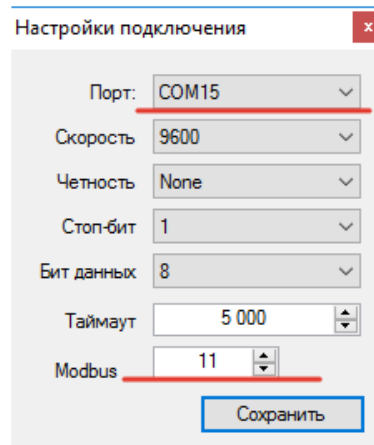 Настройки подключения x
Порт: COM15
Скорость 9600
Четность None
Стоп-бит 1
Бит данных 8
Таймаут 5 000
Modbus 11
Сохранить